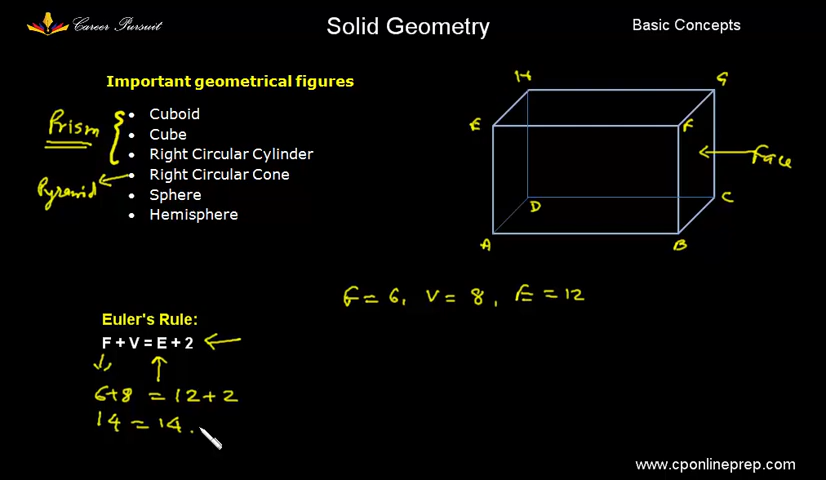 Career Pursuit
Solid Geometry
Basic Concepts
Important geometrical figures
Prism
• Cuboid
• Cube
• Right Circular Cylinder
Pyramid
• Right Circular Cone
• Sphere
• Hemisphere
H
G
E
F
Face
D
C
A
B
F = 6, V = 8, E = 12
Euler's Rule:
F + V = E + 2
6+8 = 12 + 2
14 = 14.
www.cponlineprep.com